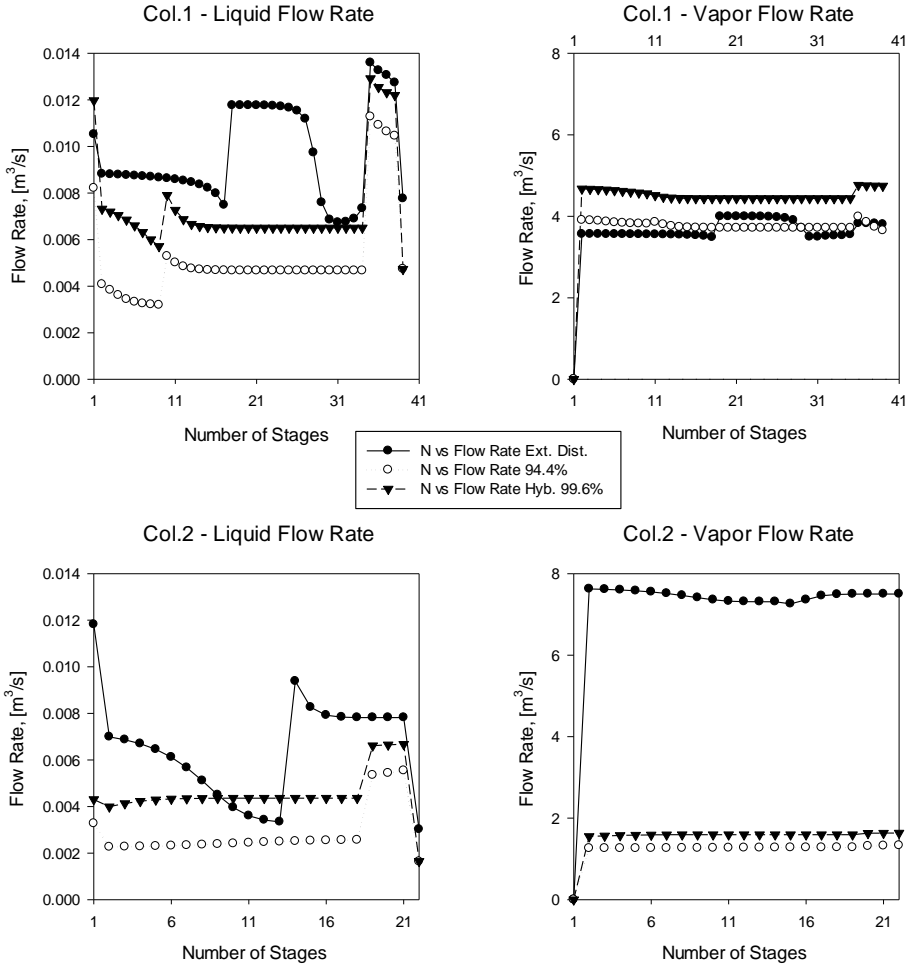 Col.1 - Liquid Flow Rate
Flow Rate, [m³/s]
0.014
0.012
0.010
0.008
0.006
0.004
0.002
0.000
1 11 21 31 41
Number of Stages
Col.1 - Vapor Flow Rate
1 11 21 31 41
Flow Rate, [m³/s]
8
6
4
2
0
1 11 21 31 41
Number of Stages
N vs Flow Rate Ext. Dist.
N vs Flow Rate 94.4%
N vs Flow Rate Hyb. 99.6%
Col.2 - Liquid Flow Rate
Flow Rate, [m³/s]
0.014
0.012
0.010
0.008
0.006
0.004
0.002
0.000
1 6 11 16 21
Number of Stages
Col.2 - Vapor Flow Rate
Flow Rate, [m³/s]
8
6
4
2
0
1 6 11 16 21
Number of Stages